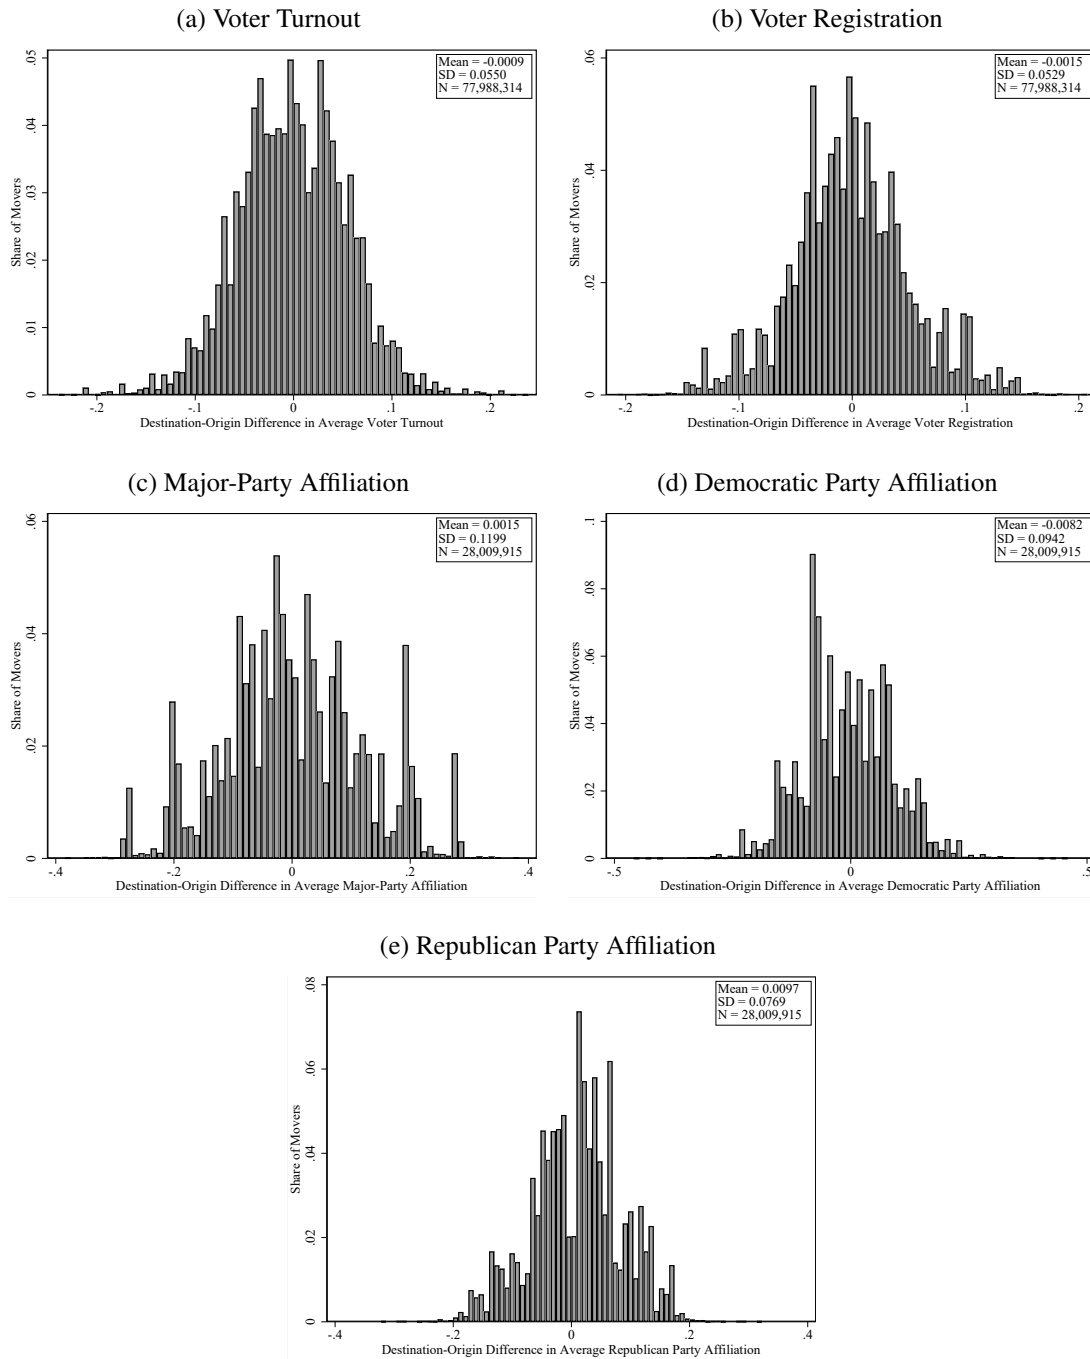 (a) Voter Turnout
Mean = -0.0009
SD = 0.0550
N = 77,988,314
Share of Movers
0
.01
.02
.03
.04
.05
-.2
-.1
0
.1
.2
Destination-Origin Difference in Average Voter Turnout
(b) Voter Registration
Mean = -0.0015
SD = 0.0529
N = 77,988,314
Share of Movers
0
.02
.04
.06
-.2
-.1
0
.1
.2
Destination-Origin Difference in Average Voter Registration
(c) Major-Party Affiliation
Mean = 0.0015
SD = 0.1199
N = 28,009,915
Share of Movers
0
.02
.04
.06
-.4
-.2
0
.2
.4
Destination-Origin Difference in Average Major-Party Affiliation
(d) Democratic Party Affiliation
Mean = -0.0082
SD = 0.0942
N = 28,009,915
Share of Movers
0
.02
.04
.06
.08
.1
-.5
0
.5
Destination-Origin Difference in Average Democratic Party Affiliation
(e) Republican Party Affiliation
Mean = 0.0097
SD = 0.0769
N = 28,009,915
Share of Movers
0
.02
.04
.06
.08
-.4
-.2
0
.2
.4
Destination-Origin Difference in Average Republican Party Affiliation